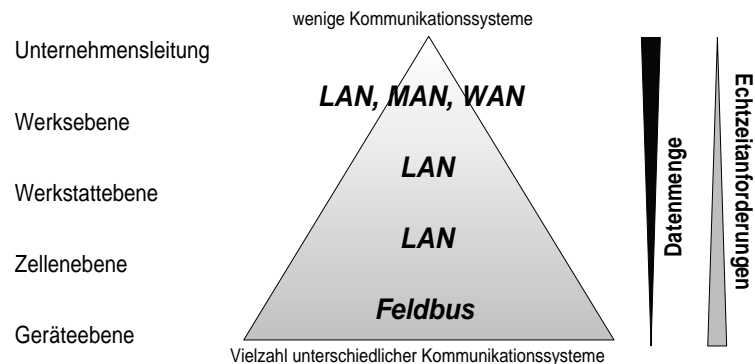 wenige Kommunikationssysteme
Unternehmensleitung
LAN, MAN, WAN
Werksebene
LAN
Werkstattebene
LAN
Zellenebene
Feldbus
Geräteebene
Vielzahl unterschiedlicher Kommunikationssysteme
Datenmenge
Echtzeitanforderungen